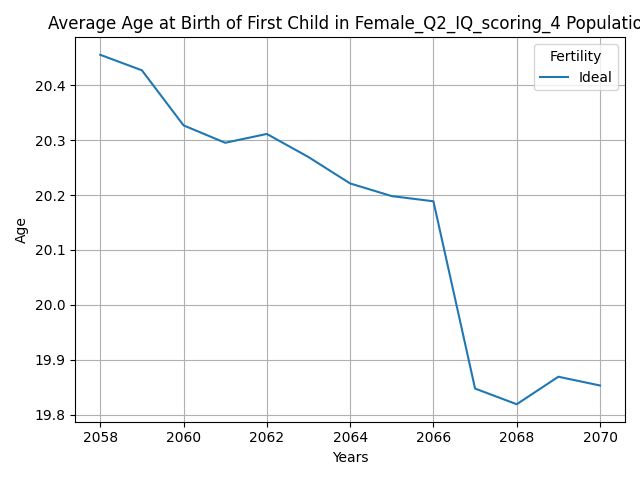 Average Age at Birth of First Child in Female_Q2_IQ_scoring_4 Populatio
Fertility
Ideal
20.4
20.3
20.2
20.1
20.0
19.9
19.8
Age
2058 2060 2062 2064 2066 2068 2070
Years